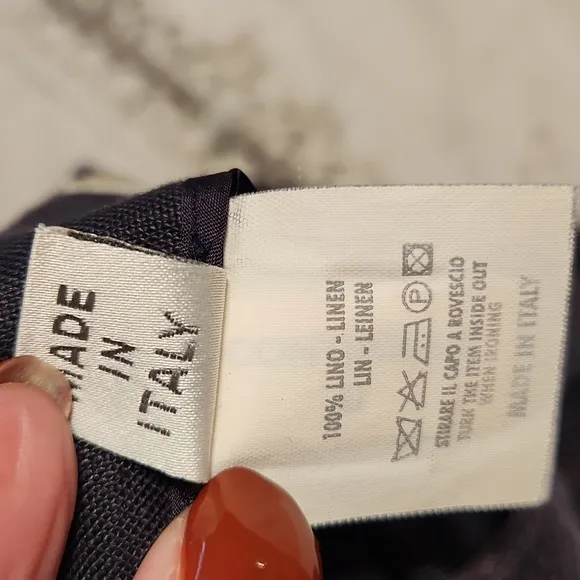 MADE
IN
ITALY
100% LINO - LINEN
LIN - LEINEN
P
STIRARE IL CAPO A ROVESCIO
TURN THE ITEM INSIDE OUT
WHEN IRONING
MADE IN ITALY